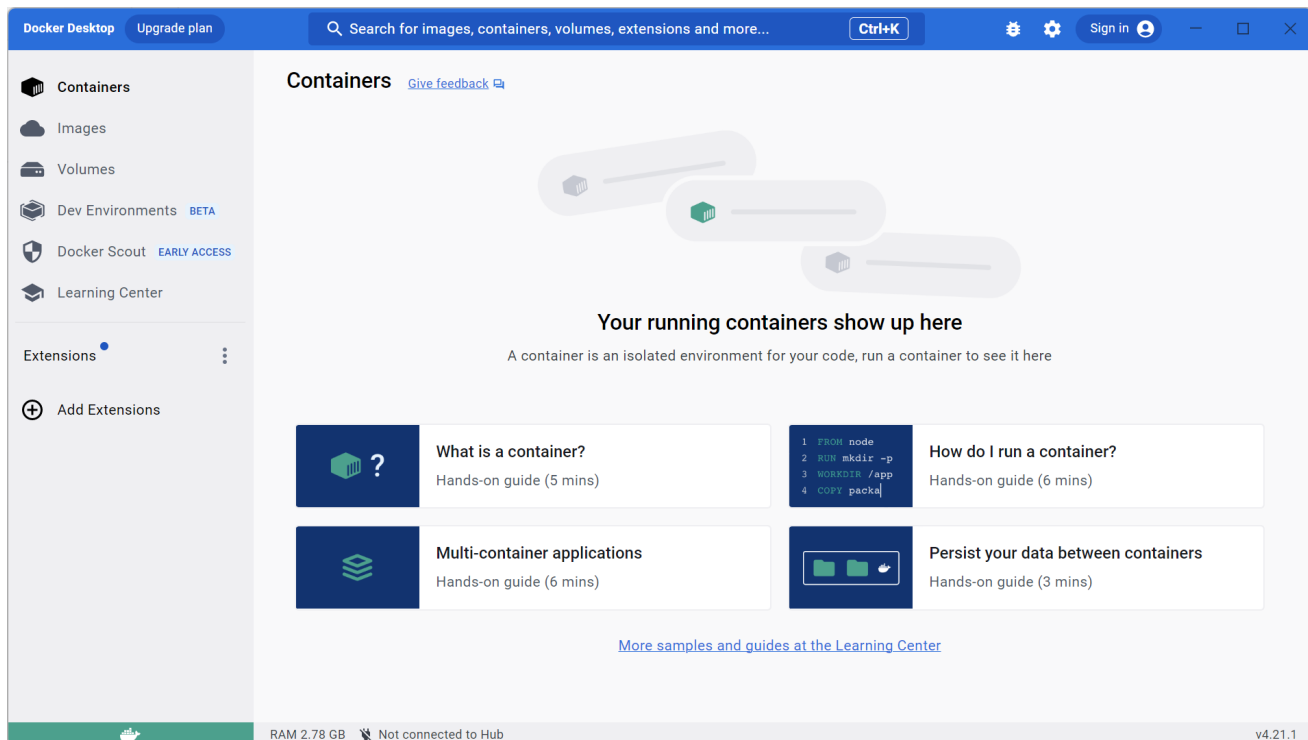 Docker Desktop Upgrade plan Search for images, containers, volumes, extensions and more... Ctrl+K Sign in
Containers
Images
Volumes
Dev Environments BETA
Docker Scout EARLY ACCESS
Learning Center
Extensions
Add Extensions
Containers Give feedback
Your running containers show up here
A container is an isolated environment for your code, run a container to see it here
?
What is a container?
Hands-on guide (5 mins)
1 FROM node
2 RUN mkdir -p
3 WORKDIR /app
4 COPY packa
How do I run a container?
Hands-on guide (6 mins)
Multi-container applications
Hands-on guide (6 mins)
Persist your data between containers
Hands-on guide (3 mins)
More samples and guides at the Learning Center
RAM 2.78 GB Not connected to Hub v4.21.1